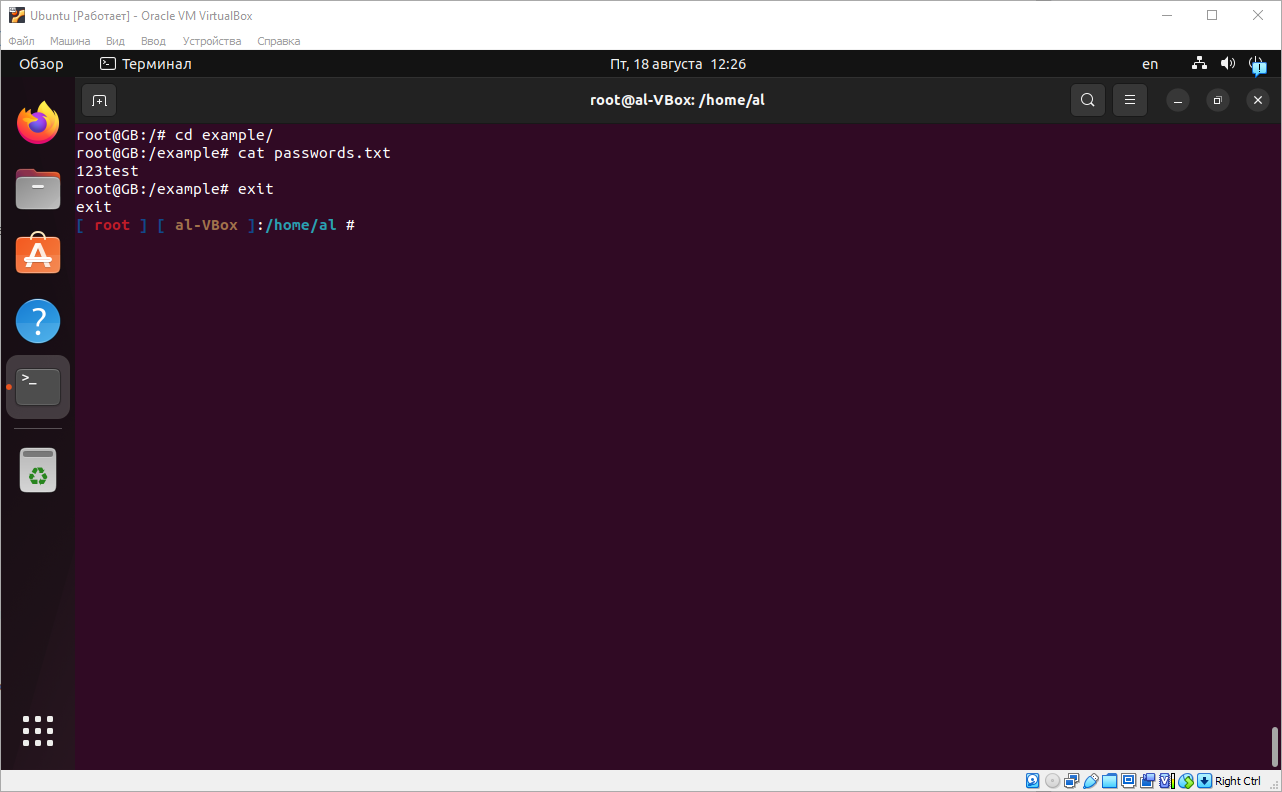 Ubuntu [Работает] - Oracle VM VirtualBox
Файл Машина Вид Ввод Устройства Справка
Обзор Терминал Пт, 18 августа 12:26 en
root@al-VBox: /home/al
root@GB:/# cd example/
root@GB:/example# cat passwords.txt
123test
root@GB:/example# exit
exit
[ root ] [ al-VBox ]:/home/al #
Right Ctrl